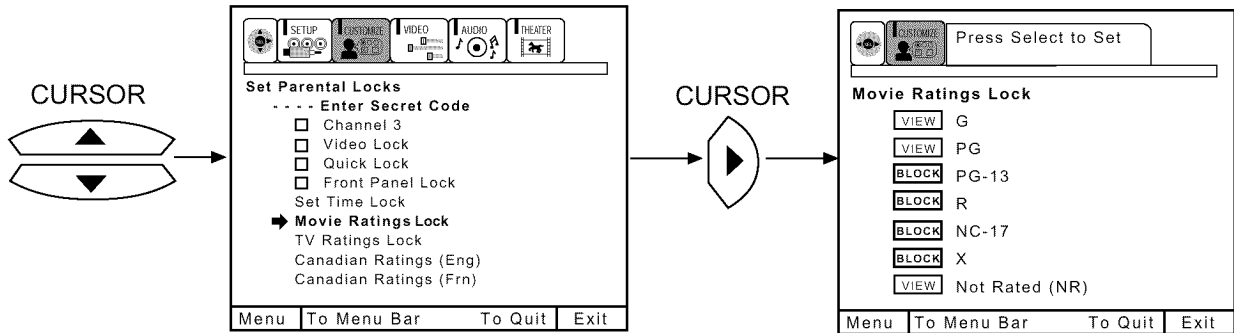 CURSOR
SETUP CUSTOMIZE VIDEO AUDIO THEATER
Set Parental Locks
- - - - Enter Secret Code
Channel 3
Video Lock
Quick Lock
Front Panel Lock
Set Time Lock
Movie Ratings Lock
TV Ratings Lock
Canadian Ratings (Eng)
Canadian Ratings (Frn)
Menu To Menu Bar To Quit Exit
CURSOR
CUSTOMIZE Press Select to Set
Movie Ratings Lock
VIEW G
VIEW PG
BLOCK PG-13
BLOCK R
BLOCK NC-17
BLOCK X
VIEW Not Rated (NR)
Menu To Menu Bar To Quit Exit